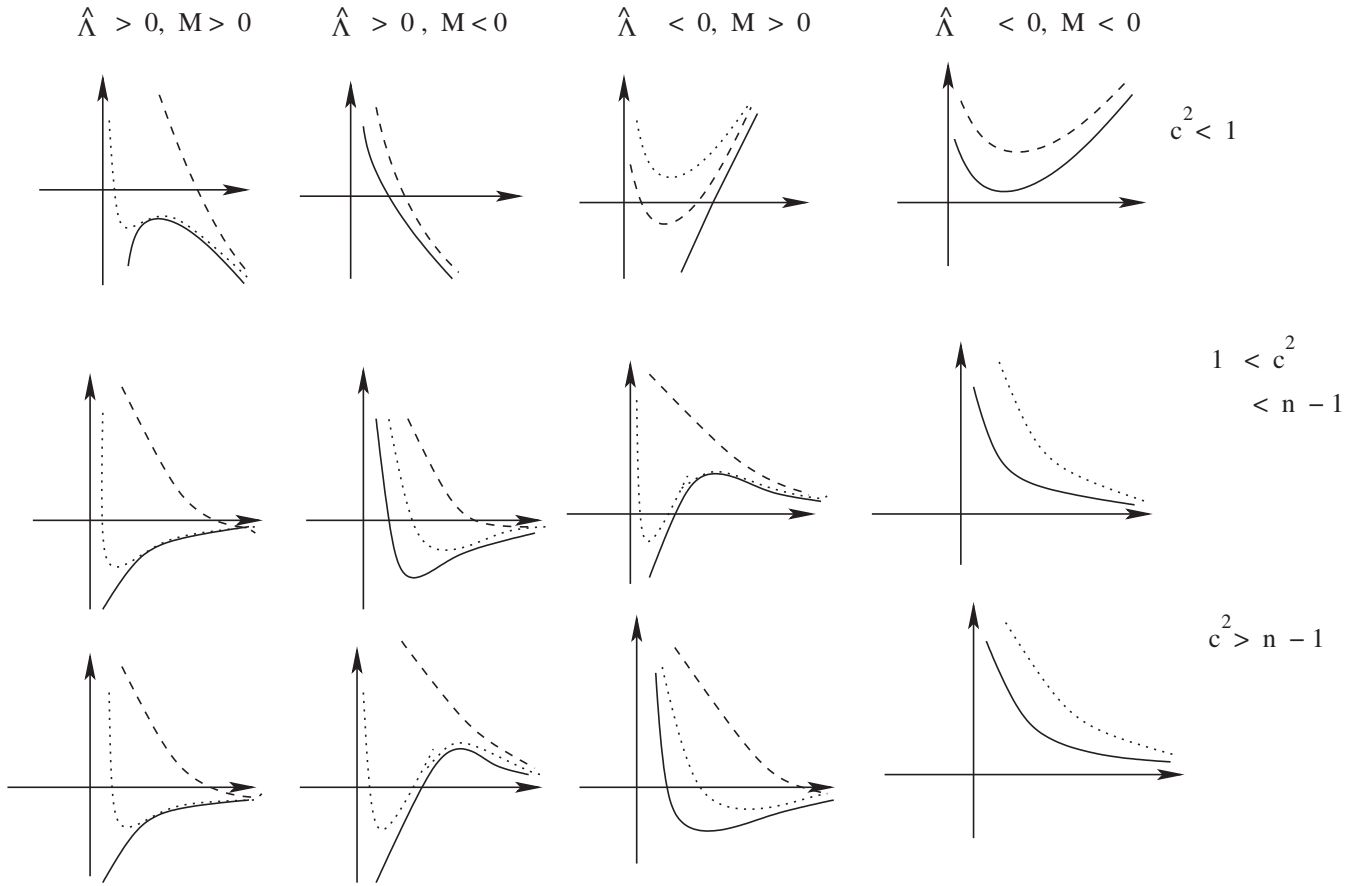 Λ̂ > 0, M > 0
Λ̂ > 0 , M < 0
Λ̂ < 0, M > 0
Λ̂ < 0, M < 0
c² < 1
1 < c²
< n − 1
c² > n − 1